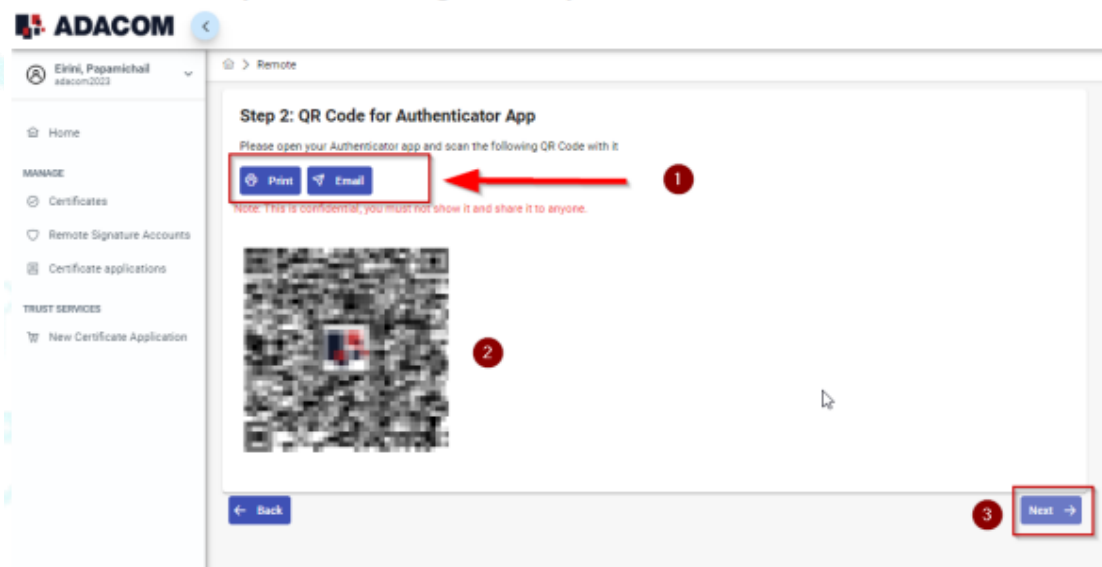 ADACOM
Eirini, Papamichail
adacom2023
Remote
Home
MANAGE
Certificates
Remote Signature Accounts
Certificate applications
TRUST SERVICES
New Certificate Application
Step 2: QR Code for Authenticator App
Please open your Authenticator app and scan the following QR Code with it
Print
Email
1
Note: This is confidential, you must not show it and share it to anyone.
2
Back
3
Next